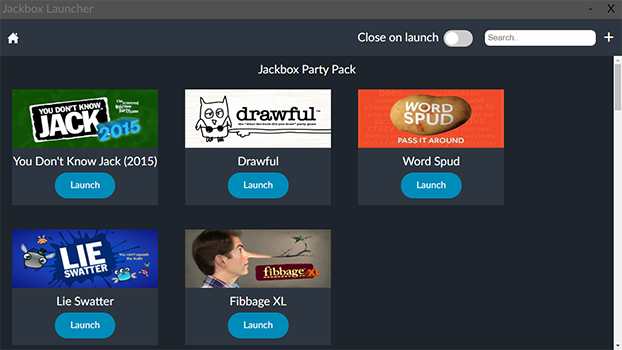 Jackbox Launcher
- X
Close on launch
Search..
+
Jackbox Party Pack
YOU DON'T KNOW
JACK
2015
drawful™
WORD
SPUD
PASS IT AROUND
You Don't Know Jack (2015)
Drawful
Word Spud
Launch
Launch
Launch
LIE
SWATTER
fibbage XL
Lie Swatter
Fibbage XL
Launch
Launch